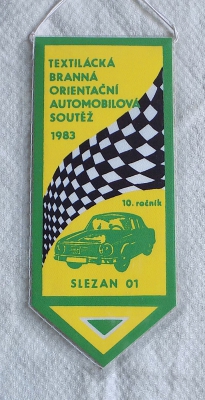 TEXTILÁCKÁ
BRANNÁ
ORIENTAČNÍ
AUTOMOBILOVÁ
SOUTĚŽ
1983
10. ročník
SLEZAN 01